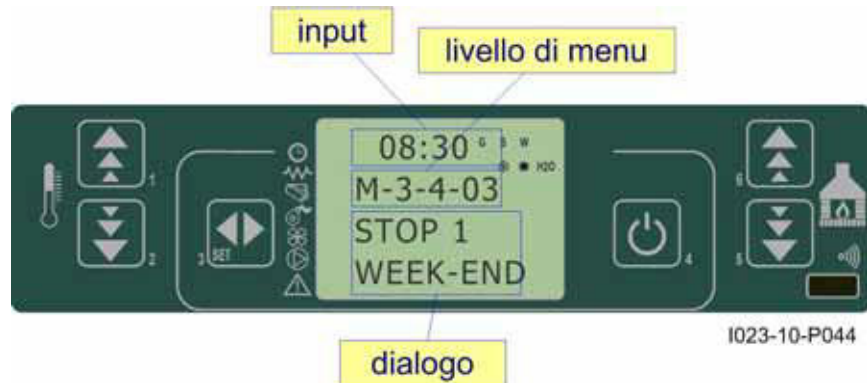 input
livello di menu
08:30 G S W
H2O
M-3-4-03
STOP 1
WEEK-END
1
2
3 SET
4
6
5
I023-10-P044
dialogo